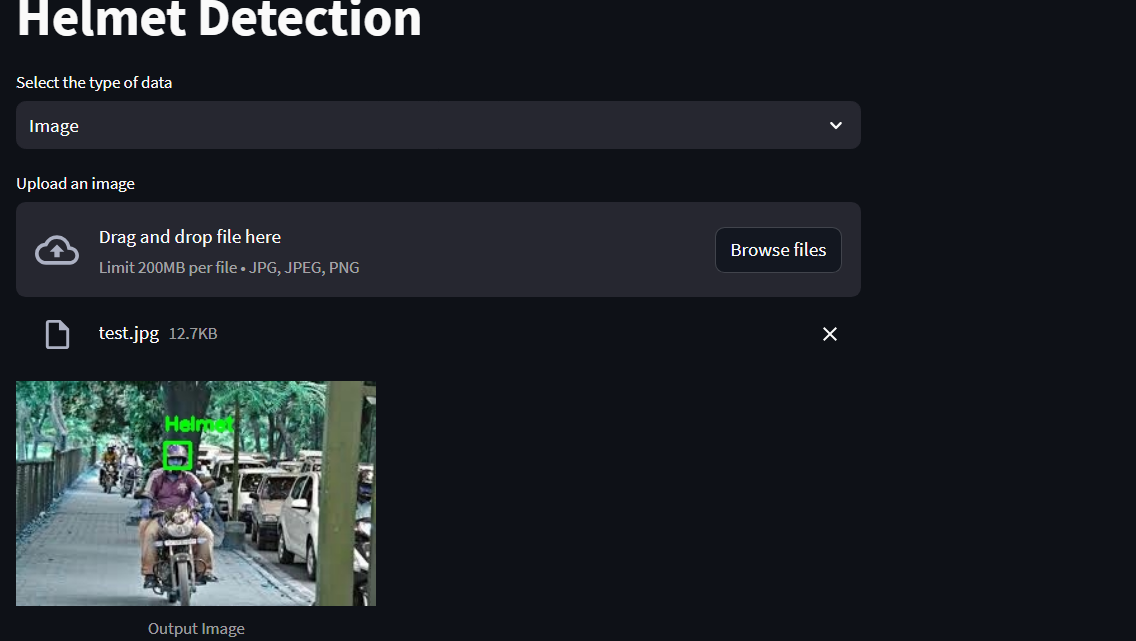 Helmet Detection
Select the type of data
Image
Upload an image
Drag and drop file here
Limit 200MB per file • JPG, JPEG, PNG
Browse files
test.jpg 12.7KB
Helmet
Output Image